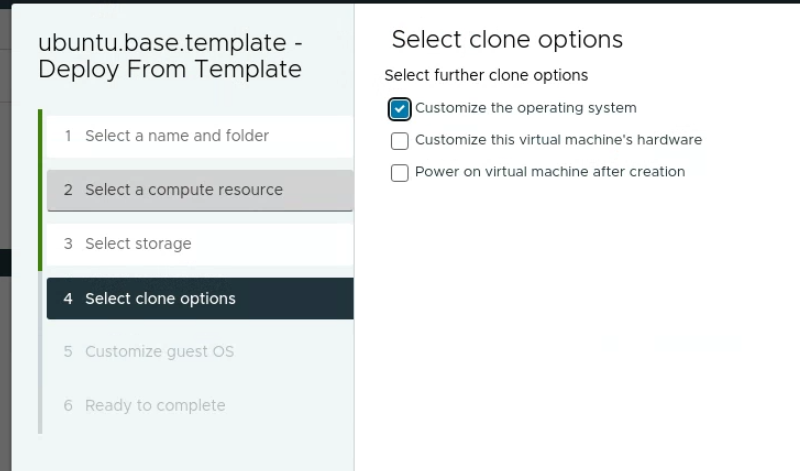 ubuntu.base.template -
Deploy From Template
1 Select a name and folder
2 Select a compute resource
3 Select storage
4 Select clone options
5 Customize guest OS
6 Ready to complete
Select clone options
Select further clone options
Customize the operating system
Customize this virtual machine's hardware
Power on virtual machine after creation